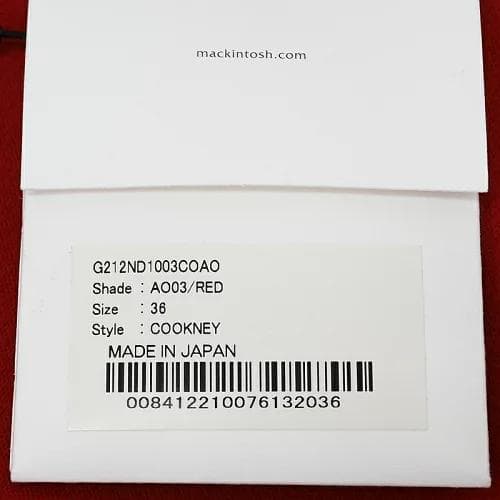 mackintosh.com
G212ND1003COAO
Shade : AO03/RED
Size : 36
Style : COOKNEY
MADE IN JAPAN
008412210076132036